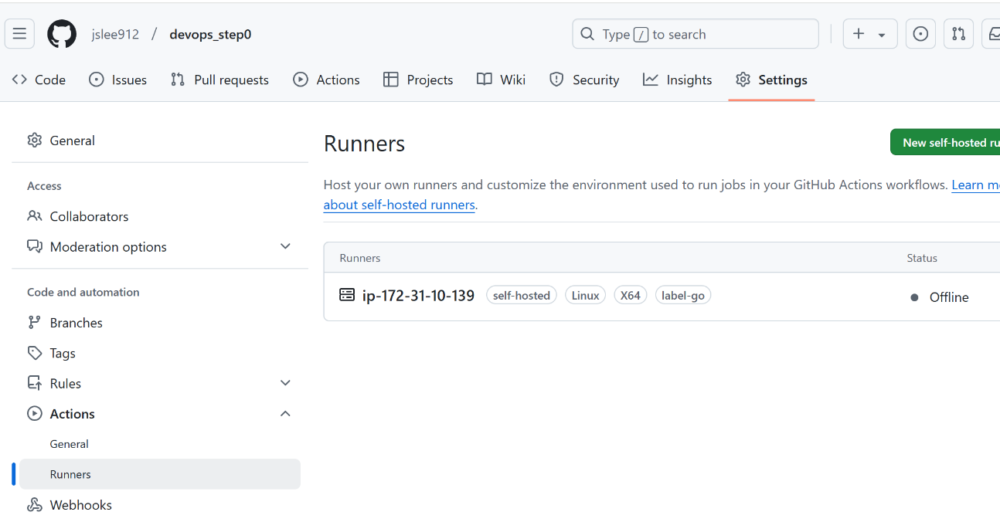 jslee912 / devops_step0
Type / to search
Code
Issues
Pull requests
Actions
Projects
Wiki
Security
Insights
Settings
General
Access
Collaborators
Moderation options
Code and automation
Branches
Tags
Rules
Actions
General
Runners
Webhooks
Runners
New self-hosted ru
Host your own runners and customize the environment used to run jobs in your GitHub Actions workflows. Learn m
about self-hosted runners.
Runners
Status
ip-172-31-10-139 self-hosted Linux X64 label-go
Offline